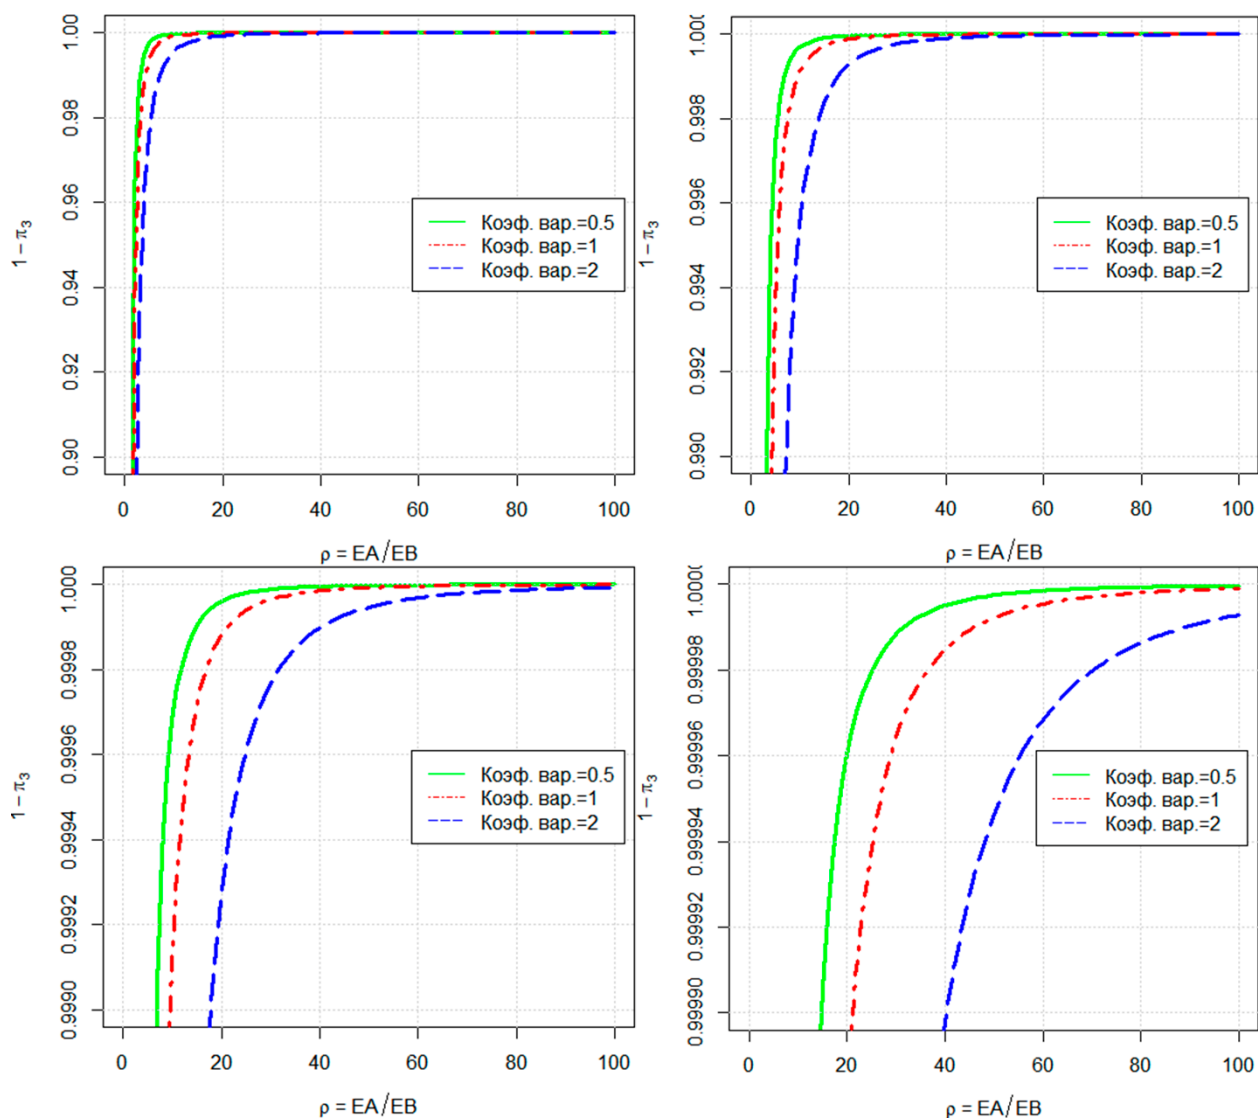 1.00
0.98
0.96
0.94
0.92
0.90
1 − π3
Коэф. вар.=0.5
Коэф. вар.=1
Коэф. вар.=2
0 20 40 60 80 100
ρ = EA/EB
1.000
0.998
0.996
0.994
0.992
0.990
1 − π3
Коэф. вар.=0.5
Коэф. вар.=1
Коэф. вар.=2
0 20 40 60 80 100
ρ = EA/EB
1.0000
0.9998
0.9996
0.9994
0.9992
0.9990
1 − π3
Коэф. вар.=0.5
Коэф. вар.=1
Коэф. вар.=2
0 20 40 60 80 100
ρ = EA/EB
1.0000
0.99998
0.99996
0.99994
0.99992
0.99990
1 − π3
Коэф. вар.=0.5
Коэф. вар.=1
Коэф. вар.=2
0 20 40 60 80 100
ρ = EA/EB